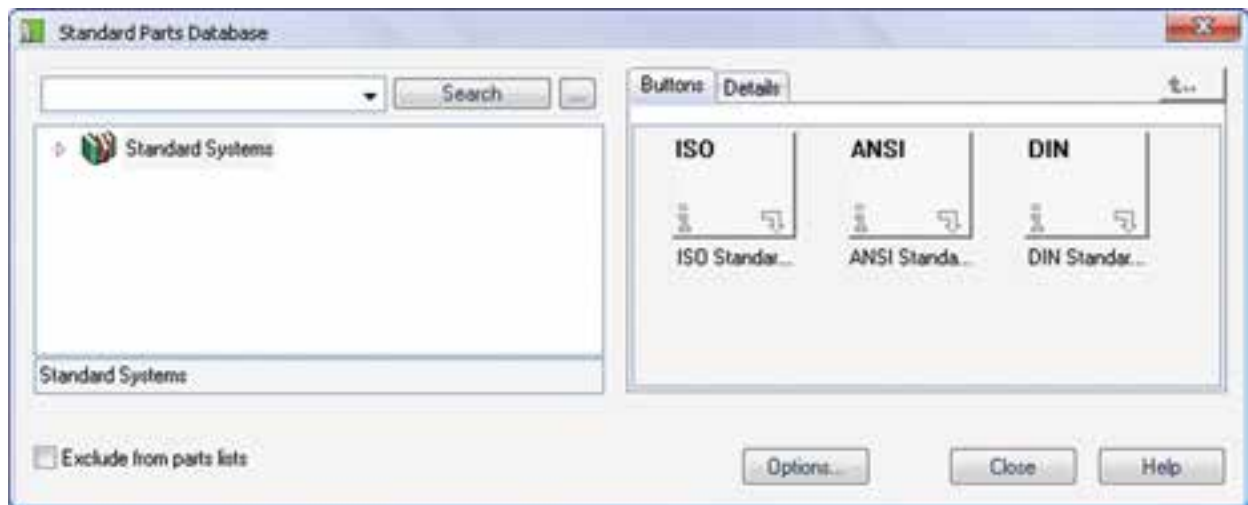 Standard Parts Database
Search ...
Standard Systems
Standard Systems
Exclude from parts lists
Buttons Details
t..
ISO ANSI DIN
ISO Standar... ANSI Standa... DIN Standar...
Options... Close Help